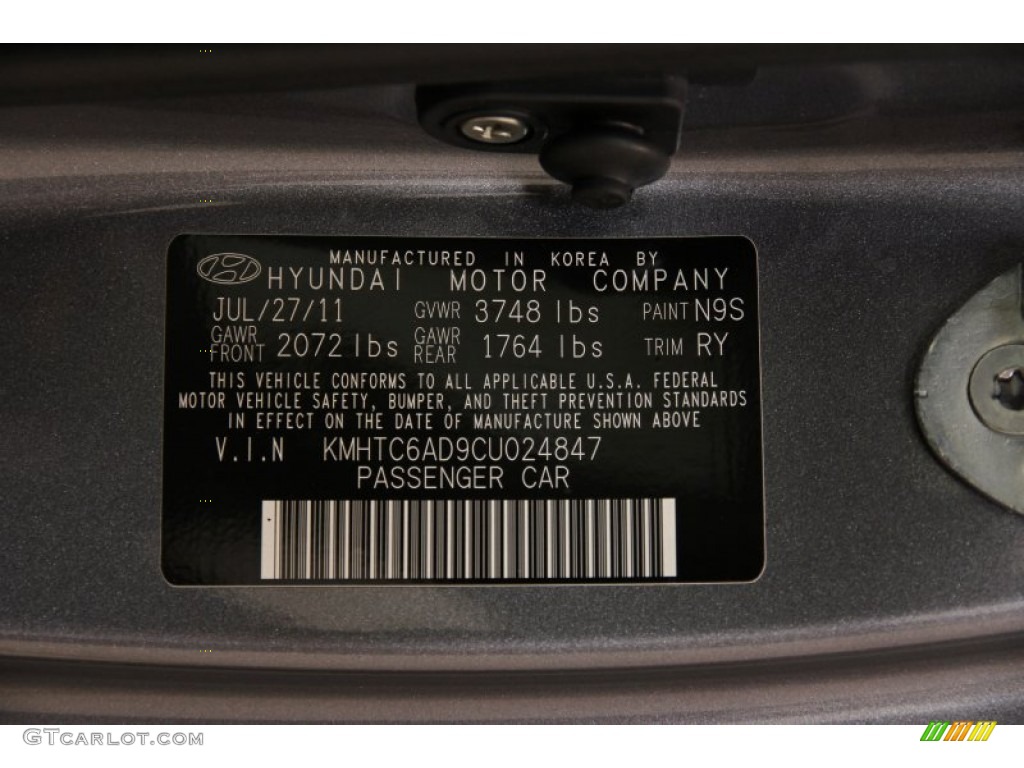 MANUFACTURED IN KOREA BY
HYUNDAI MOTOR COMPANY
JUL/27/11 GVWR 3748 lbs PAINT N9S
GAWR FRONT 2072 lbs GAWR REAR 1764 lbs TRIM RY
THIS VEHICLE CONFORMS TO ALL APPLICABLE U.S.A. FEDERAL
MOTOR VEHICLE SAFETY, BUMPER, AND THEFT PREVENTION STANDARDS
IN EFFECT ON THE DATE OF MANUFACTURE SHOWN ABOVE
V.I.N KMHTC6AD9CU024847
PASSENGER CAR
GTCarlot.com